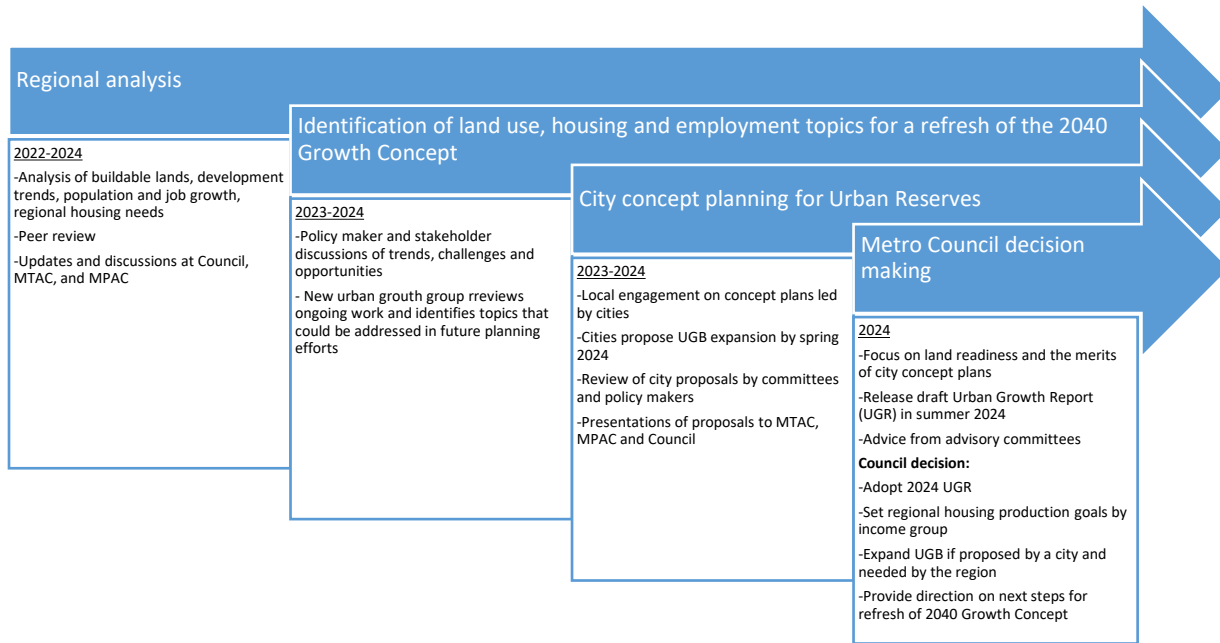 Regional analysis
2022-2024
-Analysis of buildable lands, development
trends, population and job growth,
regional housing needs
-Peer review
-Updates and discussions at Council,
MTAC, and MPAC
Identification of land use, housing and employment topics for a refresh of the 2040
Growth Concept
2023-2024
-Policy maker and stakeholder
discussions of trends, challenges and
opportunities
- New urban grouth group rreviews
ongoing work and identifies topics that
could be addressed in future planning
efforts
City concept planning for Urban Reserves
2023-2024
-Local engagement on concept plans led
by cities
-Cities propose UGB expansion by spring
2024
-Review of city proposals by committees
and policy makers
-Presentations of proposals to MTAC,
MPAC and Council
Metro Council decision
making
2024
-Focus on land readiness and the merits
of city concept plans
-Release draft Urban Growth Report
(UGR) in summer 2024
-Advice from advisory committees
Council decision:
-Adopt 2024 UGR
-Set regional housing production goals by
income group
-Expand UGB if proposed by a city and
needed by the region
-Provide direction on next steps for
refresh of 2040 Growth Concept